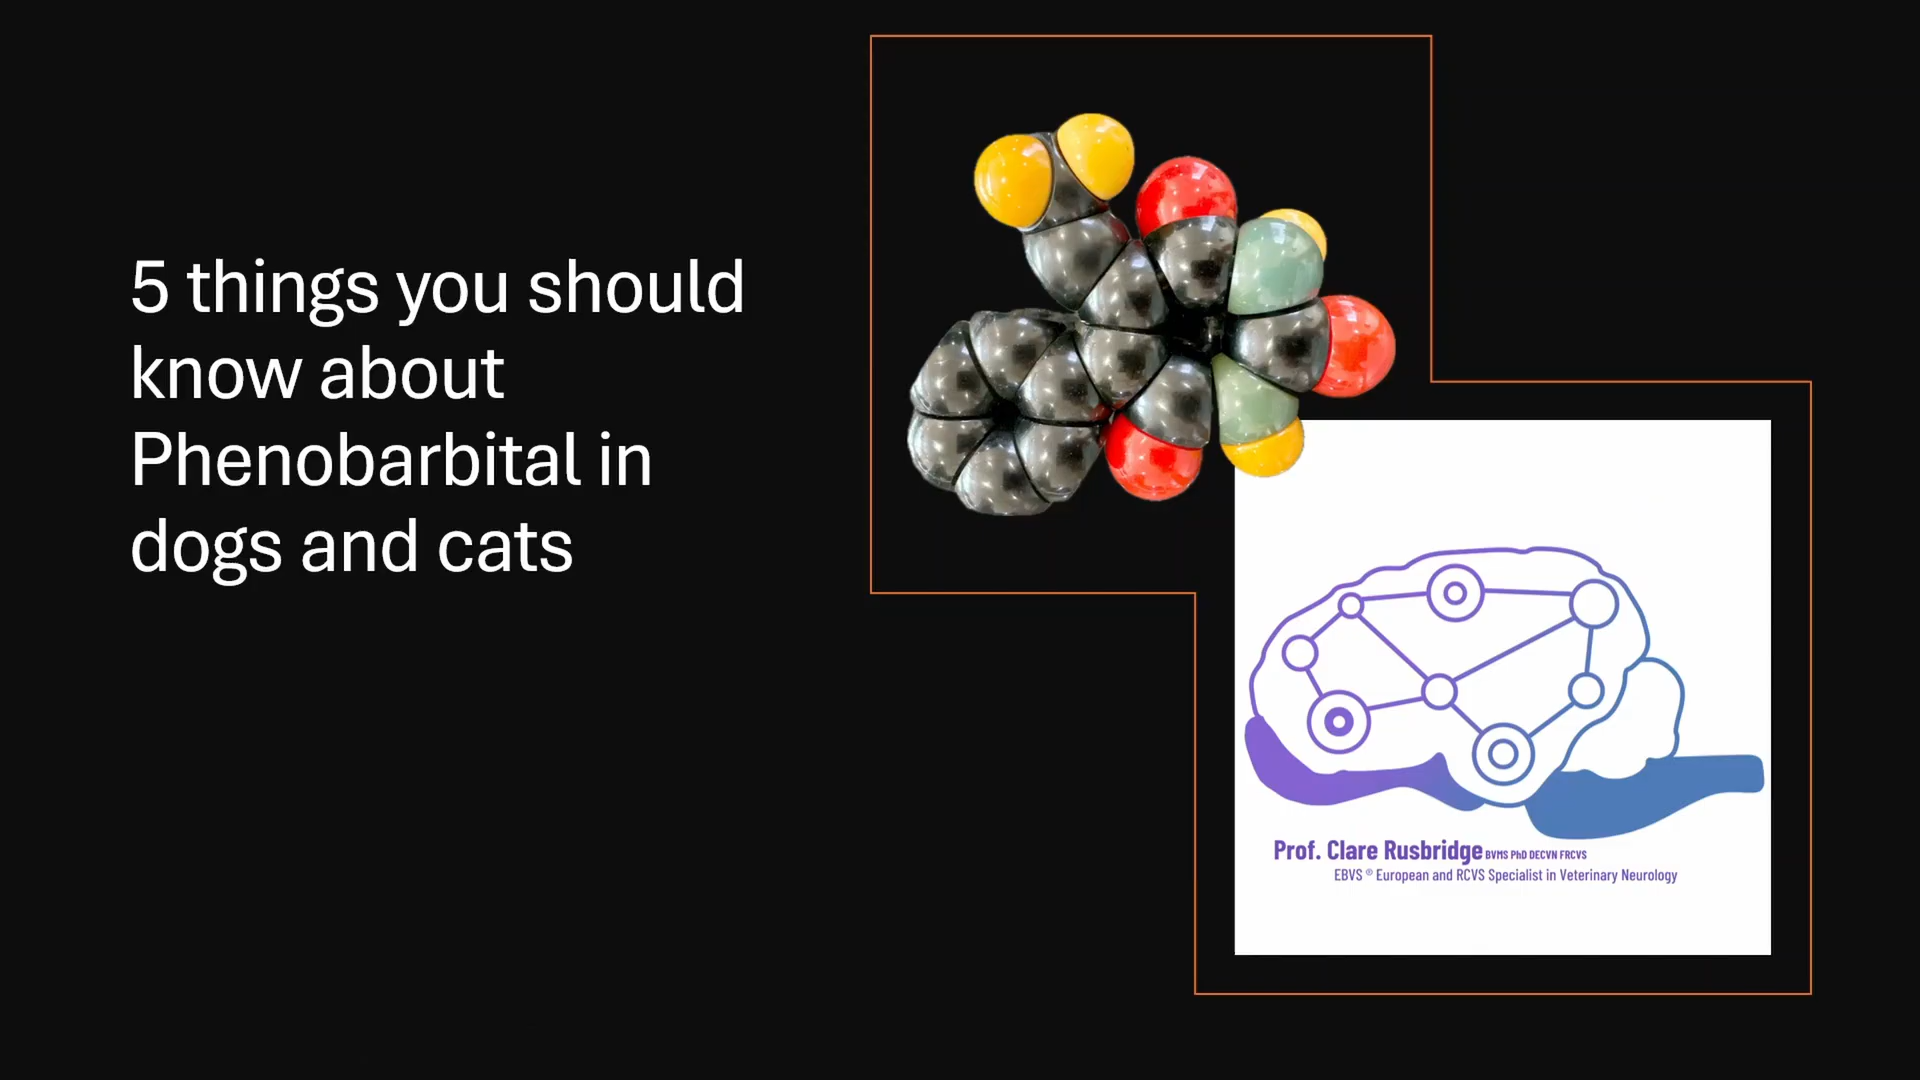 5 things you should
know about
Phenobarbital in
dogs and cats
Prof. Clare Rusbridge BVMS PhD DECVN FRCVS
EBVS ® European and RCVS Specialist in Veterinary Neurology